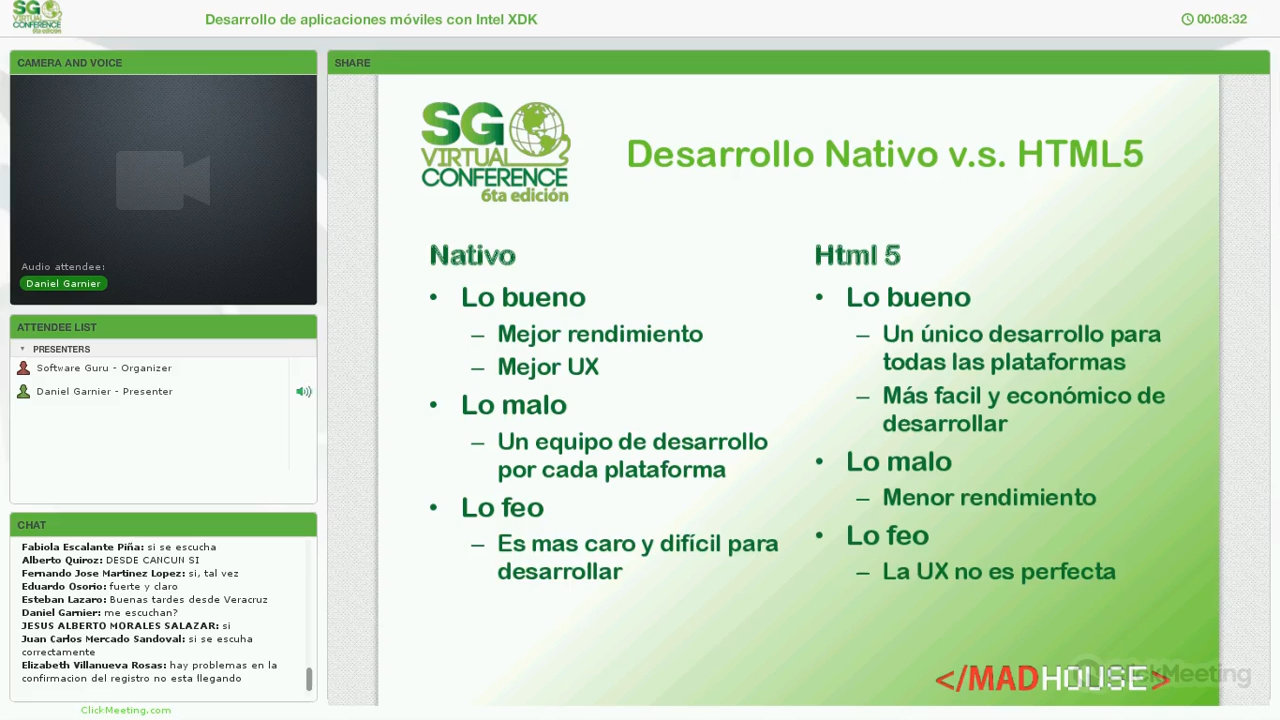 SG
VIRTUAL
CONFERENCE
6ta edición
Desarrollo de aplicaciones móviles con Intel XDK
00:08:32
CAMERA AND VOICE
Audio attendee:
Daniel Garnier
ATTENDEE LIST
PRESENTERS
Software Guru - Organizer
Daniel Garnier - Presenter
CHAT
Fabiola Escalante Piña: si se escucha
Alberto Quiroz: DESDE CANCUN SI
Fernando Jose Martinez Lopez: si, tal vez
Eduardo Osorio: fuerte y claro
Esteban Lazaro: Buenas tardes desde Veracruz
Daniel Garnier: me escuchan?
JESUS ALBERTO MORALES SALAZAR: si
Juan Carlos Mercado Sandoval: si se escuha
correctamente
Elizabeth Villanueva Rosas: hay problemas en la
confirmacion del registro no esta llegando
ClickMeeting.com
SHARE
SG
VIRTUAL
CONFERENCE
6ta edición
Desarrollo Nativo v.s. HTML5
Nativo
• Lo bueno
– Mejor rendimiento
– Mejor UX
• Lo malo
– Un equipo de desarrollo
por cada plataforma
• Lo feo
– Es mas caro y difícil para
desarrollar
Html 5
• Lo bueno
– Un único desarrollo para
todas las plataformas
– Más facil y económico de
desarrollar
• Lo malo
– Menor rendimiento
• Lo feo
– La UX no es perfecta
</MADHOUSE>
ClickMeeting